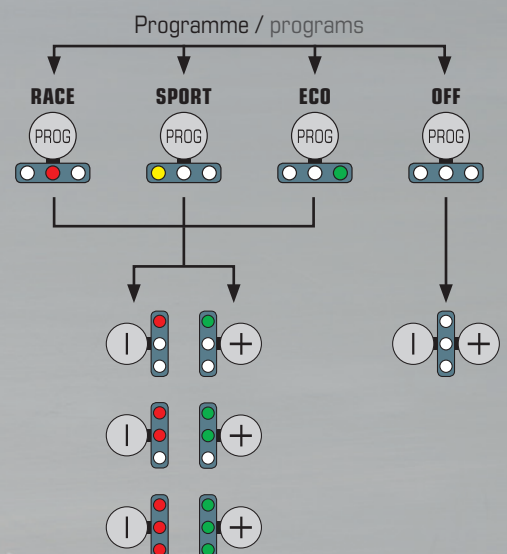 Programme / programs
RACE SPORT ECO OFF
PROG PROG PROG PROG
| + | +
| +
| +